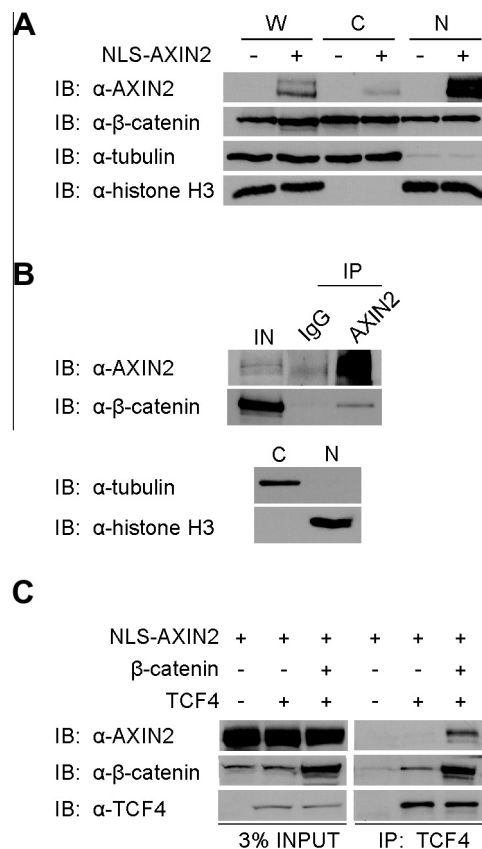 A
W C N
NLS-AXIN2 - + - + - +
IB: α-AXIN2
IB: α-β-catenin
IB: α-tubulin
IB: α-histone H3
B
IP
IN IgG AXIN2
IB: α-AXIN2
IB: α-β-catenin
C N
IB: α-tubulin
IB: α-histone H3
C
NLS-AXIN2 + + + + + +
β-catenin - - + - - +
TCF4 - + + - + +
IB: α-AXIN2
IB: α-β-catenin
IB: α-TCF4
3% INPUT IP: TCF4